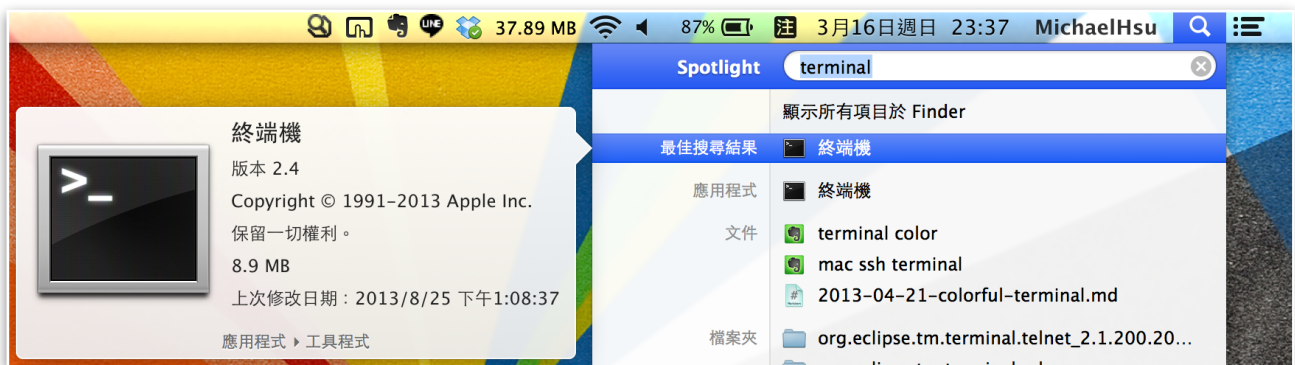 LINE 37.89 MB 87% 注 3月16日週日 23:37 MichaelHsu
Spotlight terminal
顯示所有項目於 Finder
最佳搜尋結果 終端機
應用程式 終端機
文件 terminal color
mac ssh terminal
2013-04-21-colorful-terminal.md
檔案夾 org.eclipse.tm.terminal.telnet_2.1.200.20...
終端機
版本 2.4
Copyright © 1991-2013 Apple Inc.
保留一切權利。
8.9 MB
上次修改日期：2013/8/25 下午1:08:37
應用程式 ▸ 工具程式
>_